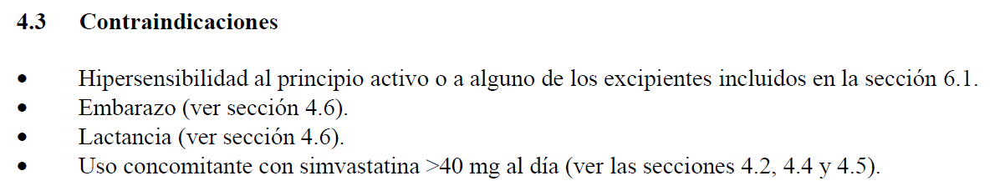 4.3 Contraindicaciones
• Hipersensibilidad al principio activo o a alguno de los excipientes incluidos en la sección 6.1.
• Embarazo (ver sección 4.6).
• Lactancia (ver sección 4.6).
• Uso concomitante con simvastatina >40 mg al día (ver las secciones 4.2, 4.4 y 4.5).